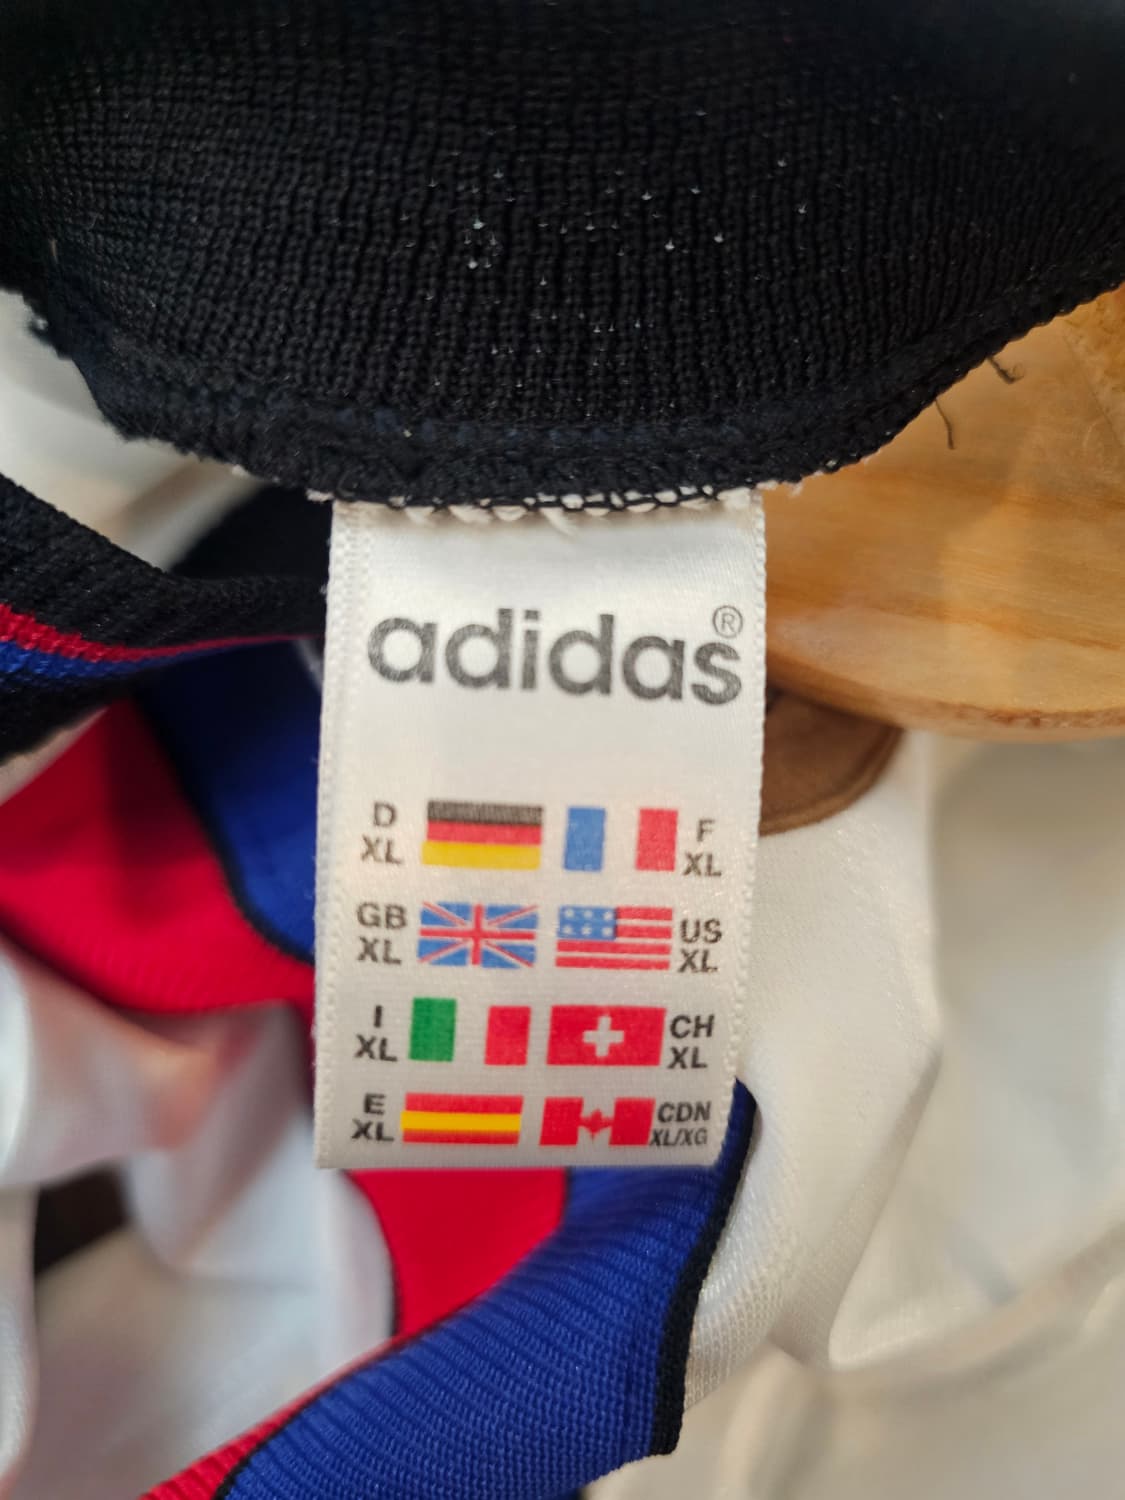 adidas®
D F
XL XL
GB US
XL XL
I CH
XL XL
E CDN
XL XL/XG